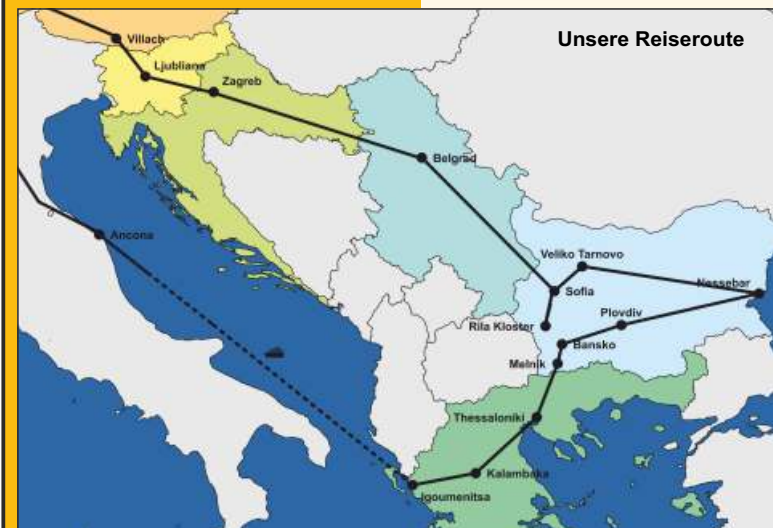 Unsere Reiseroute
Villach
Ljubliana
Zagreb
Belgrad
Ancona
Veliko Tarnovo
Nessebar
Sofia
Plovdiv
Rila Kloster
Bansko
Melnik
Thessaloniki
Kalambaka
Igoumenitsa